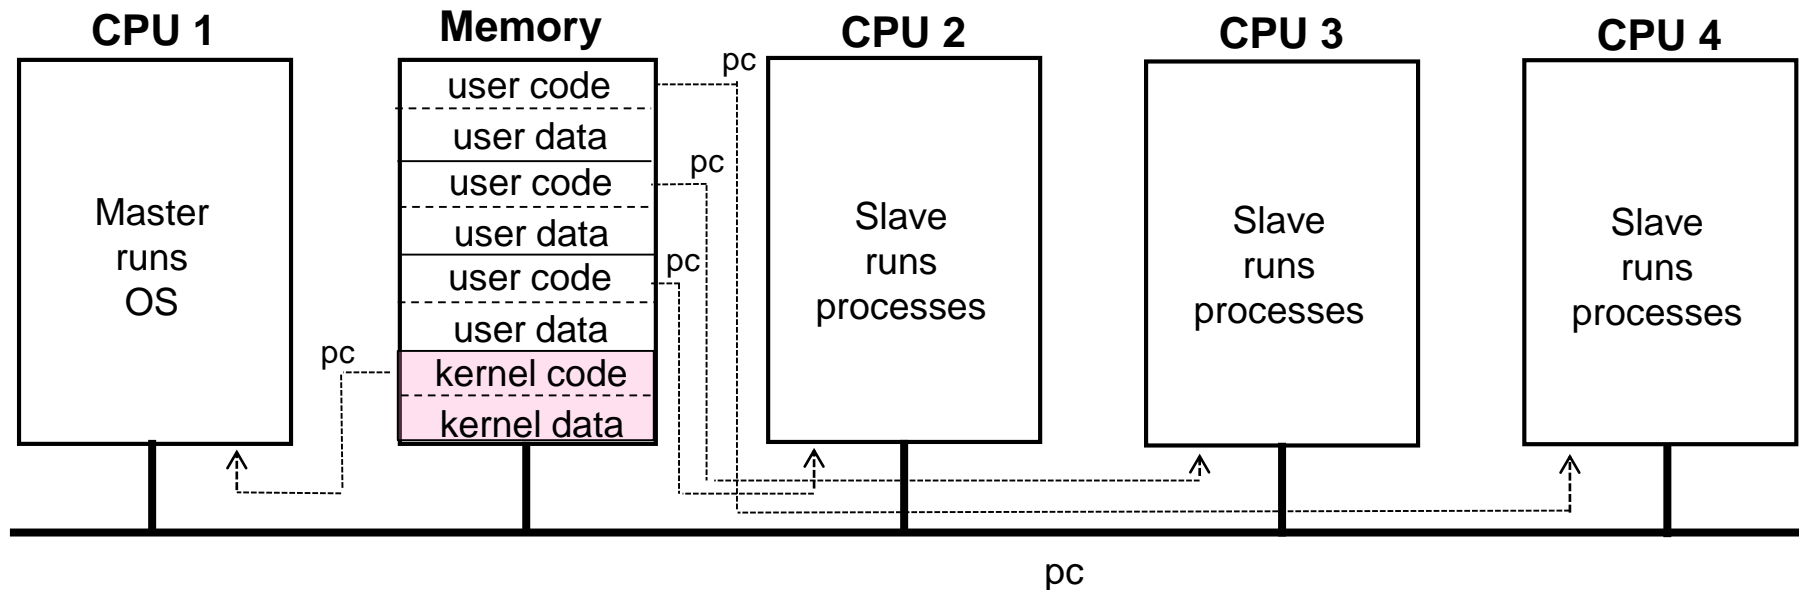 CPU 1
Memory
CPU 2
CPU 3
CPU 4
Master
runs
OS
user code
user data
user code
user data
user code
user data
kernel code
kernel data
pc
pc
pc
pc
Slave
runs
processes
Slave
runs
processes
Slave
runs
processes
pc